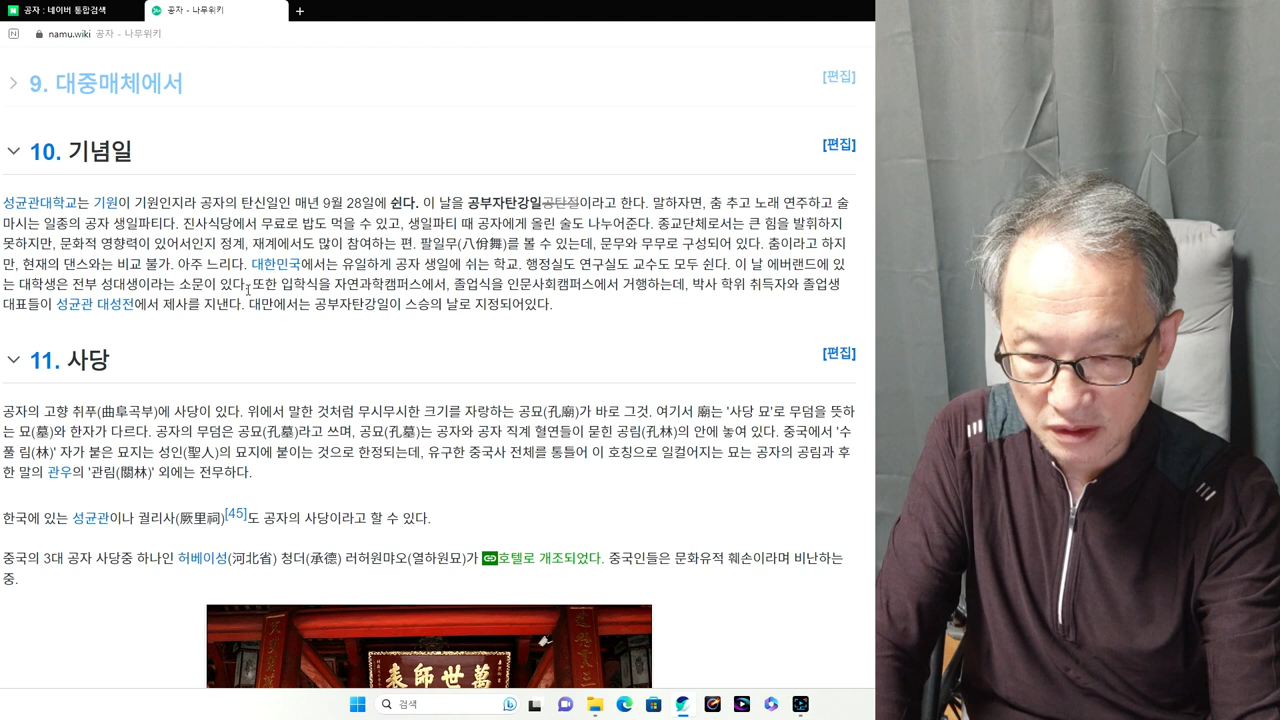 공자 : 네이버 통합검색
공자 - 나무위키
+
N
namu.wiki 공자 - 나무위키
9. 대중매체에서
[편집]
10. 기념일
[편집]
성균관대학교는 기원이 기원인지라 공자의 탄신일인 매년 9월 28일에 쉰다. 이 날을 공부자탄강일공탄절이라고 한다. 말하자면, 춤 추고 노래 연주하고 술
마시는 일종의 공자 생일파티다. 진사식당에서 무료로 밥도 먹을 수 있고, 생일파티 때 공자에게 올린 술도 나누어준다. 종교단체로서는 큰 힘을 발휘하지
못하지만, 문화적 영향력이 있어서인지 정계, 재계에서도 많이 참여하는 편. 팔일무(八佾舞)를 볼 수 있는데, 문무와 무무로 구성되어 있다. 춤이라고 하지
만, 현재의 댄스와는 비교 불가. 아주 느리다. 대한민국에서는 유일하게 공자 생일에 쉬는 학교. 행정실도 연구실도 교수도 모두 쉰다. 이 날 에버랜드에 있
는 대학생은 전부 성대생이라는 소문이 있다. 또한 입학식을 자연과학캠퍼스에서, 졸업식을 인문사회캠퍼스에서 거행하는데, 박사 학위 취득자와 졸업생
대표들이 성균관 대성전에서 제사를 지낸다. 대만에서는 공부자탄강일이 스승의 날로 지정되어있다.
11. 사당
[편집]
공자의 고향 취푸(曲阜곡부)에 사당이 있다. 위에서 말한 것처럼 무시무시한 크기를 자랑하는 공묘(孔廟)가 바로 그것. 여기서 廟는 '사당 묘'로 무덤을 뜻하
는 묘(墓)와 한자가 다르다. 공자의 무덤은 공묘(孔墓)라고 쓰며, 공묘(孔墓)는 공자와 공자 직계 혈연들이 묻힌 공림(孔林)의 안에 놓여 있다. 중국에서 '수
풀 림(林)' 자가 붙은 묘지는 성인(聖人)의 묘지에 붙이는 것으로 한정되는데, 유구한 중국사 전체를 통틀어 이 호칭으로 일컬어지는 묘는 공자의 공림과 후
한 말의 관우의 '관림(關林)' 외에는 전무하다.
한국에 있는 성균관이나 궐리사(厥里祠)[45]도 공자의 사당이라고 할 수 있다.
중국의 3대 공자 사당중 하나인 허베이성(河北省) 청더(承德) 러허원먀오(열하원묘)가 호텔로 개조되었다. 중국인들은 문화유적 훼손이라며 비난하는
중.
表師世萬
검색